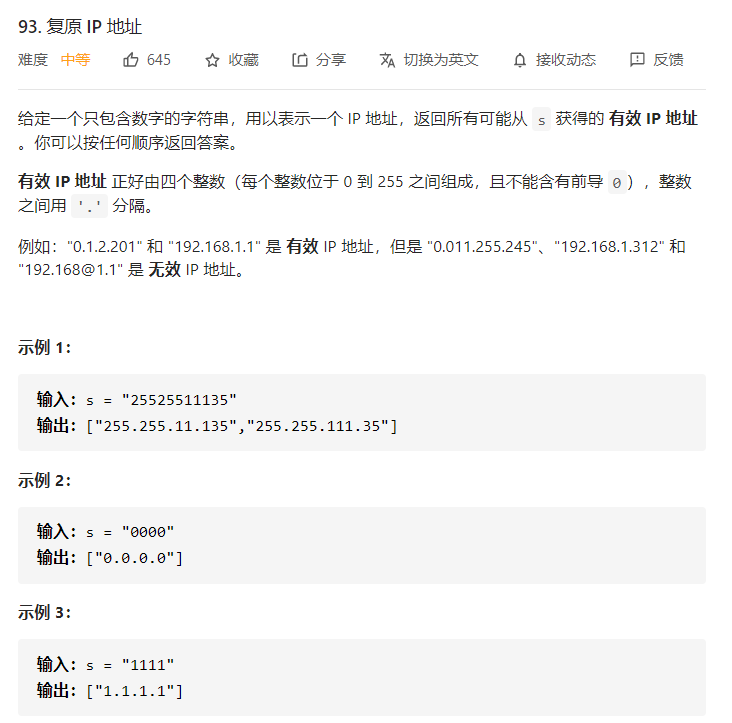 93. 复原 IP 地址
难度 中等 645 收藏 分享 切换为英文 接收动态 反馈
给定一个只包含数字的字符串，用以表示一个 IP 地址，返回所有可能从 s 获得的 有效 IP 地址
。你可以按任何顺序返回答案。
有效 IP 地址 正好由四个整数（每个整数位于 0 到 255 之间组成，且不能含有前导 0），整数
之间用 '.' 分隔。
例如："0.1.2.201" 和 "192.168.1.1" 是 有效 IP 地址，但是 "0.011.255.245"、"192.168.1.312" 和
"192.168@1.1" 是 无效 IP 地址。
示例 1：
输入：s = "25525511135"
输出：["255.255.11.135","255.255.111.35"]
示例 2：
输入：s = "0000"
输出：["0.0.0.0"]
示例 3：
输入：s = "1111"
输出：["1.1.1.1"]